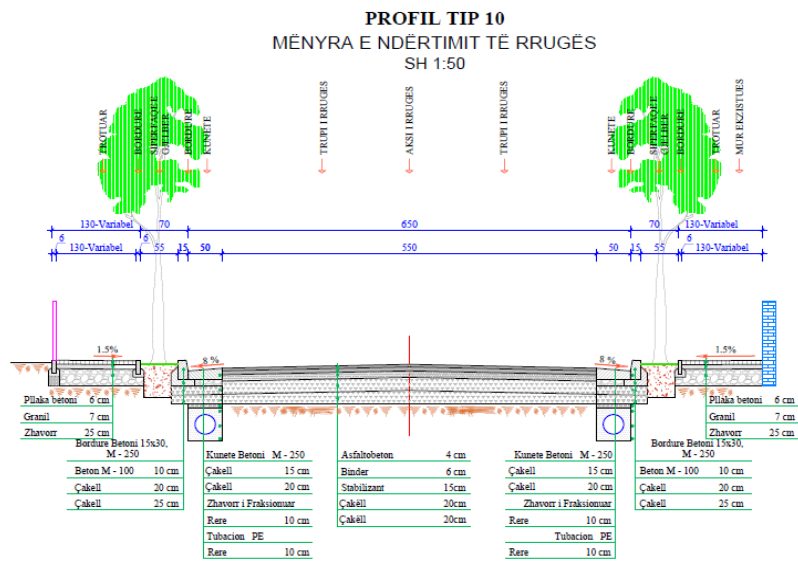 PROFIL TIP 10
MËNYRA E NDËRTIMIT TË RRUGËS
SH 1:50
TROTUAR
BORDURE
SIPERFAQE E GJELBER
BORDURE
KUNETE
TRUPI I RRUGES
AKSI I RRUGES
TRUPI I RRUGES
KUNETE
BORDURE
SIPERFAQE E GJELBER
BORDURE
TROTUAR
MUR EKZISTUES
130-Variabel 70 650 70 130-Variabel
6 130-Variabel 6 55 15 50 550 50 15 55 6 130-Variabel
1.5% 8 % 8 % 1.5%
Pllaka betoni 6 cm
Granil 7 cm
Zhavorr 25 cm
Bordure Betoni 15x30,
M - 250
Beton M - 100 10 cm
Çakell 20 cm
Çakell 25 cm
Kunete Betoni M - 250
Çakell 15 cm
Çakell 20 cm
Zhavorr i Fraksionuar
Rere 10 cm
Tubacion PE
Rere 10 cm
Asfaltobeton 4 cm
Binder 6 cm
Stabilizant 15cm
Çakëll 20cm
Çakëll 20cm
Kunete Betoni M - 250
Çakell 15 cm
Çakell 20 cm
Zhavorr i Fraksionuar
Rere 10 cm
Tubacion PE
Rere 10 cm
Bordure Betoni 15x30,
M - 250
Beton M - 100 10 cm
Çakell 20 cm
Çakell 25 cm
Pllaka betoni 6 cm
Granil 7 cm
Zhavorr 25 cm